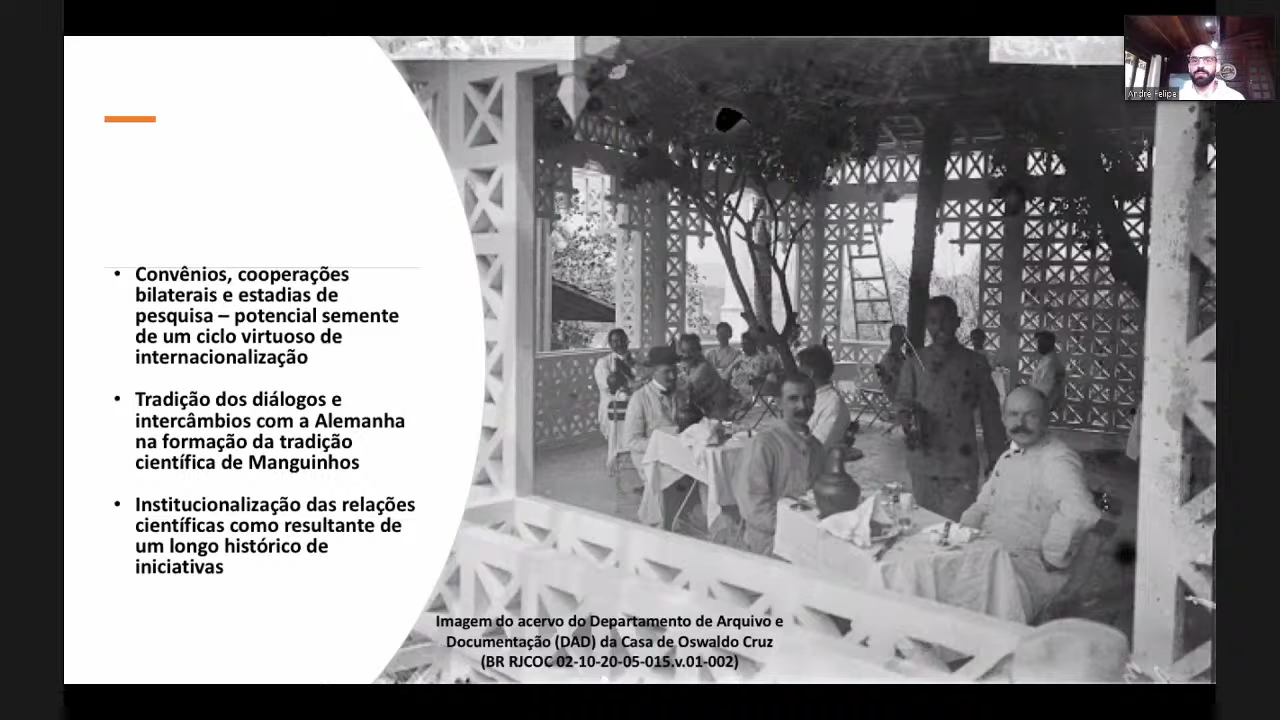 André Felipe
• Convênios, cooperações
bilaterais e estadias de
pesquisa – potencial semente
de um ciclo virtuoso de
internacionalização
• Tradição dos diálogos e
intercâmbios com a Alemanha
na formação da tradição
científica de Manguinhos
• Institucionalização das relações
científicas como resultante de
um longo histórico de
iniciativas
Imagem do acervo do Departamento de Arquivo e
Documentação (DAD) da Casa de Oswaldo Cruz
(BR RJCOC 02-10-20-05-015.v.01-002)